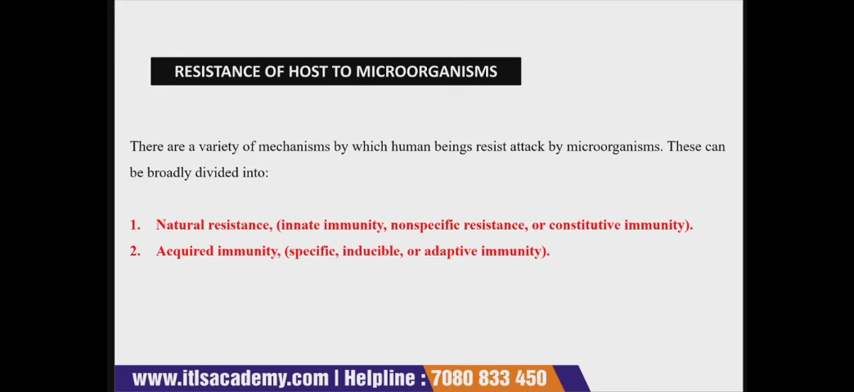 RESISTANCE OF HOST TO MICROORGANISMS
There are a variety of mechanisms by which human beings resist attack by microorganisms. These can
be broadly divided into:
1. Natural resistance, (innate immunity, nonspecific resistance, or constitutive immunity).
2. Acquired immunity, (specific, inducible, or adaptive immunity).
www.itlsacademy.com | Helpline : 7080 833 450